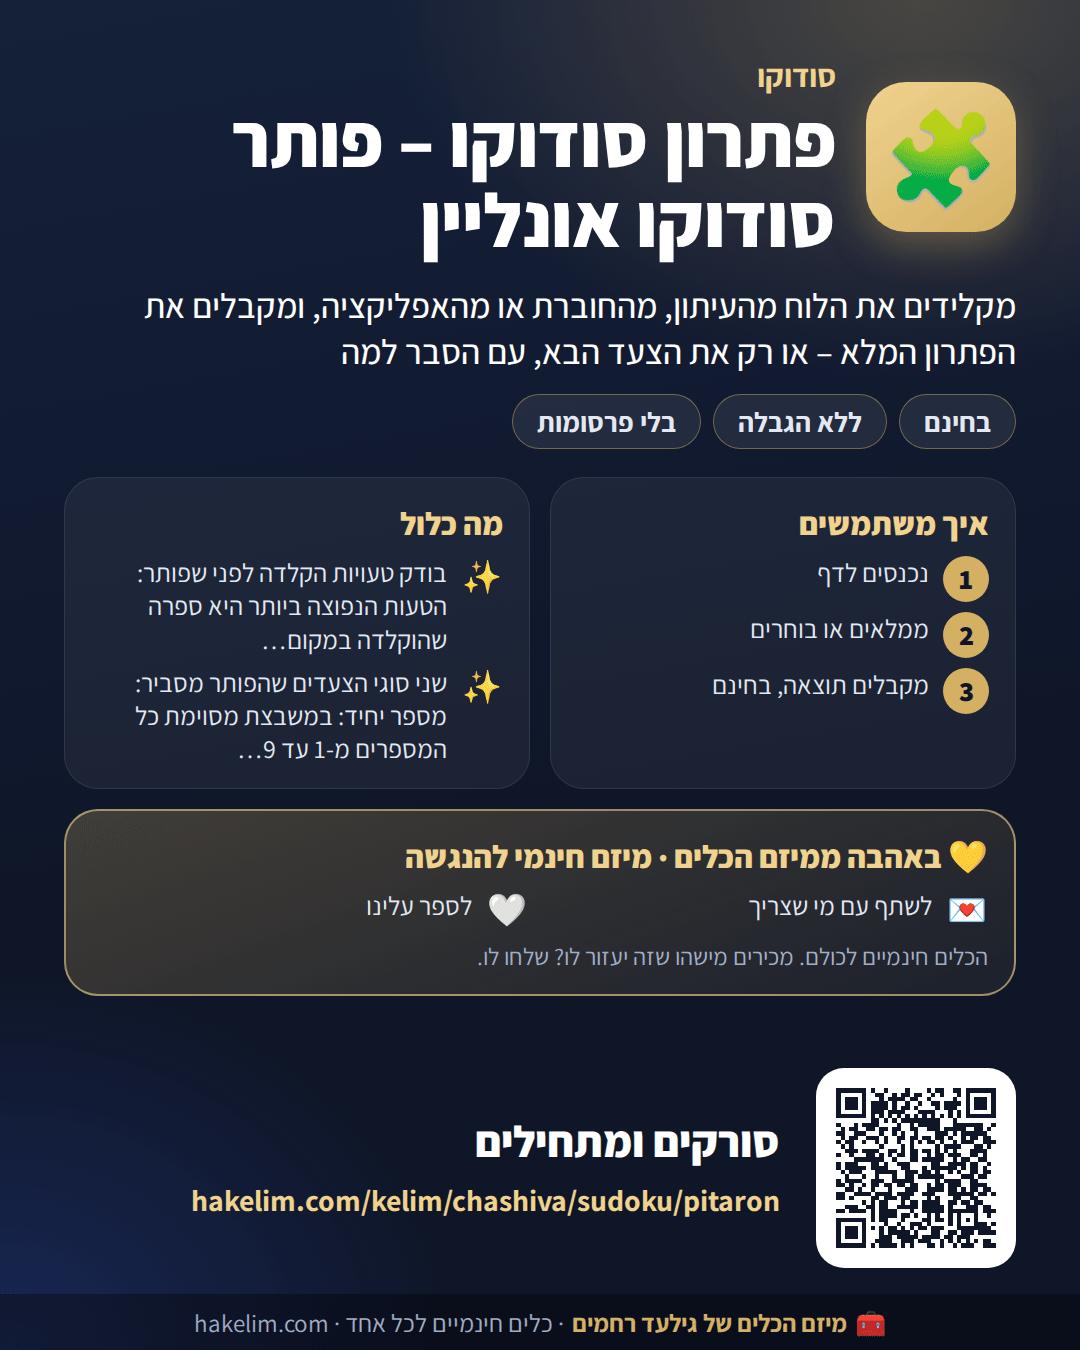 סודוקו
פתרון סודוקו – פותר
סודוקו אונליין
מקלידים את הלוח מהעיתון, מהחוברת או מהאפליקציה, ומקבלים את
הפתרון המלא – או רק את הצעד הבא, עם הסבר למה
בחינם
ללא הגבלה
בלי פרסומות
איך משתמשים
1 נכנסים לדף
2 ממלאים או בוחרים
3 מקבלים תוצאה, בחינם
מה כלול
בודק טעויות הקלדה לפני שפותר:
הטעות הנפוצה ביותר היא ספרה
שהוקלדה במקום…
שני סוגי הצעדים שהפותר מסביר:
מספר יחיד: במשבצת מסוימת כל
המספרים מ-1 עד 9…
באהבה ממיזם הכלים · מיזם חינמי להנגשה
לשתף עם מי שצריך
לספר עלינו
הכלים חינמיים לכולם. מכירים מישהו שזה יעזור לו? שלחו לו.
סורקים ומתחילים
hakelim.com/kelim/chashiva/sudoku/pitaron
מיזם הכלים של גילעד רחמים · כלים חינמיים לכל אחד · hakelim.com